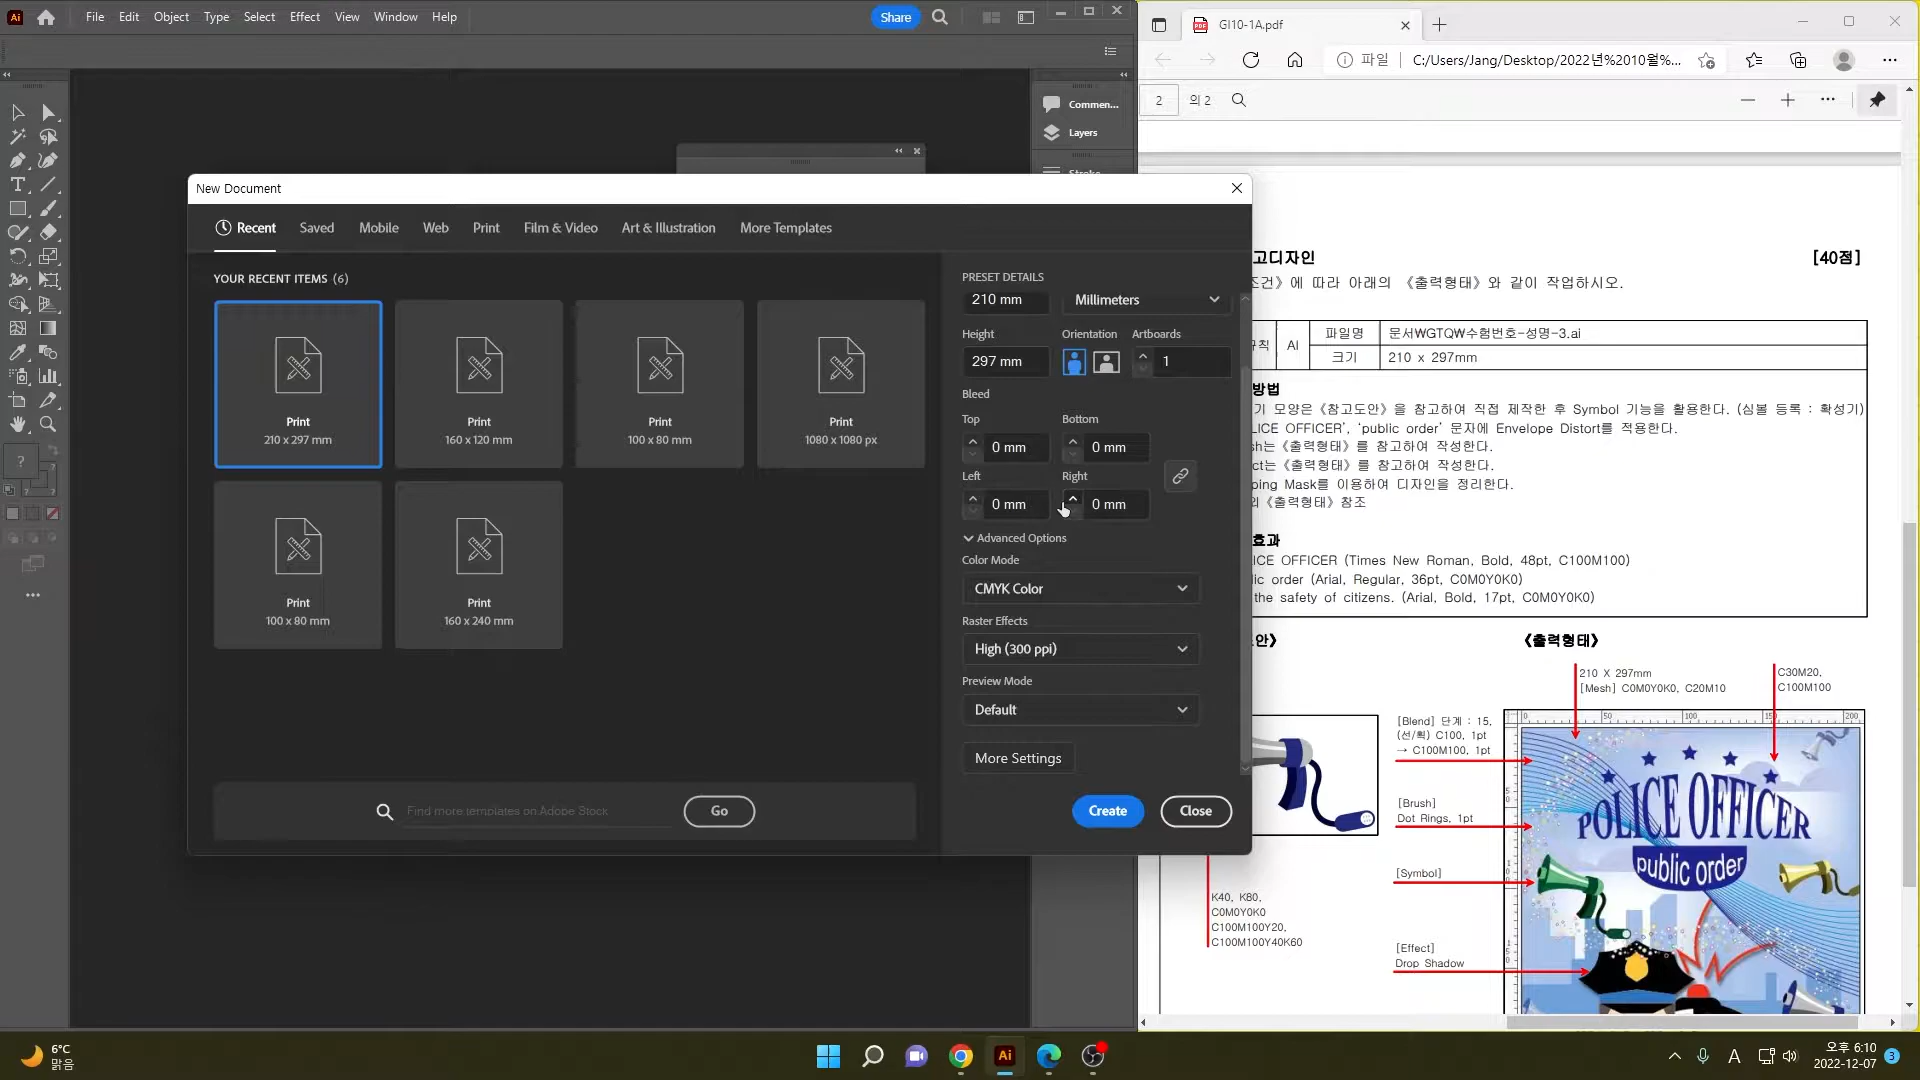 File Edit Object Type Select Effect View Window Help
Share
Commen...
Layers
New Document
Recent Saved Mobile Web Print Film & Video Art & Illustration More Templates
YOUR RECENT ITEMS (6)
Print
210 x 297 mm
Print
160 x 120 mm
Print
100 x 80 mm
Print
1080 x 1080 px
Print
100 x 80 mm
Print
160 x 240 mm
Find more templates on Adobe Stock
Go
PRESET DETAILS
210 mm Millimeters
Height Orientation Artboards
297 mm 1
Bleed
Top Bottom
0 mm 0 mm
Left Right
0 mm 0 mm
Advanced Options
Color Mode
CMYK Color
Raster Effects
High (300 ppi)
Preview Mode
Default
More Settings
Create Close
GI10-1A.pdf
파일 C:/Users/Jang/Desktop/2022년%2010월%...
2 의 2
고디자인 [40점]
조건》에 따라 아래의 《출력형태》와 같이 작업하시오.
규칙 Ai 파일명 문서₩GTQ₩수험번호-성명-3.ai
크기 210 x 297mm
방법
기 모양은《참고도안》을 참고하여 직접 제작한 후 Symbol 기능을 활용한다. (심볼 등록 : 확성기)
LICE OFFICER', 'public order' 문자에 Envelope Distort를 적용한다.
sh는《출력형태》를 참고하여 작성한다.
ct는《출력형태》를 참고하여 작성한다.
ping Mask를 이용하여 디자인을 정리한다.
의《출력형태》참조
효과
ICE OFFICER (Times New Roman, Bold, 48pt, C100M100)
lic order (Arial, Regular, 36pt, C0M0Y0K0)
the safety of citizens. (Arial, Bold, 17pt, C0M0Y0K0)
안》 《출력형태》
210 X 297mm
[Mesh] C0M0Y0K0, C20M10
C30M20,
C100M100
[Blend] 단계 : 15,
(선/획) C100, 1pt
→ C100M100, 1pt
[Brush]
Dot Rings, 1pt
[Symbol]
[Effect]
Drop Shadow
K40, K80,
C0M0Y0K0
C100M100Y20,
C100M100Y40K60
0 50 100 150 200
POLICE OFFICER
public order
6°C
맑음
A
오후 6:10
2022-12-07
3